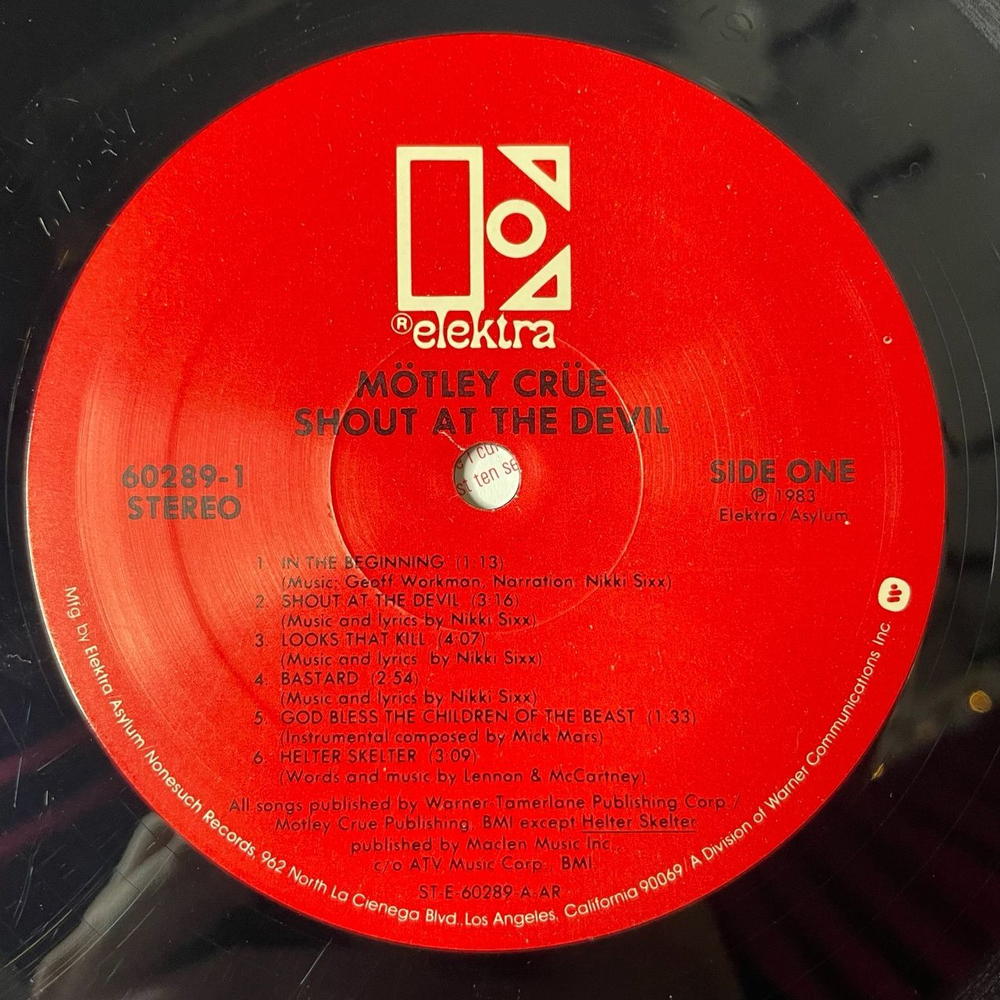 ® elektra
MÖTLEY CRÜE
SHOUT AT THE DEVIL
60289-1
STEREO
SIDE ONE
℗ 1983
Elektra/Asylum
st ten se
1. IN THE BEGINNING (1:13)
(Music: Geoff Workman, Narration: Nikki Sixx)
2. SHOUT AT THE DEVIL (3:16)
(Music and lyrics by Nikki Sixx)
3. LOOKS THAT KILL (4:07)
(Music and lyrics by Nikki Sixx)
4. BASTARD (2:54)
(Music and lyrics by Nikki Sixx)
5. GOD BLESS THE CHILDREN OF THE BEAST (1:33)
(Instrumental composed by Mick Mars)
6. HELTER SKELTER (3:09)
(Words and music by Lennon & McCartney)
All songs published by Warner-Tamerlane Publishing Corp./
Motley Crue Publishing, BMI except Helter Skelter
published by Maclen Music Inc.,
c/o ATV Music Corp., BMI
ST-E-60289-A-AR
Mfg. by Elektra/Asylum/Nonesuch Records, 962 North La Cienega Blvd., Los Angeles, California 90069/A Division of Warner Communications Inc.